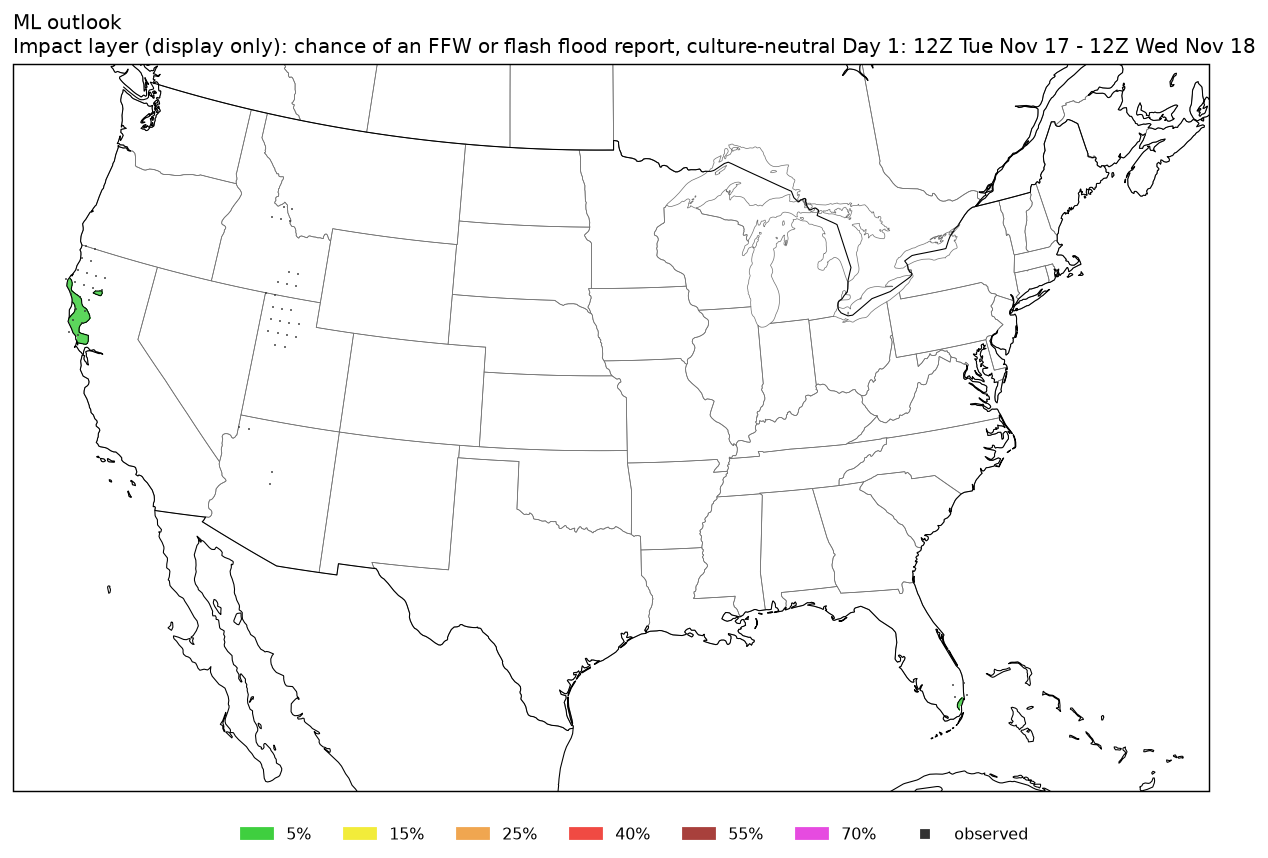 ML outlook
Impact layer (display only): chance of an FFW or flash flood report, culture-neutral Day 1: 12Z Tue Nov 17 - 12Z Wed Nov 18
5% 15% 25% 40% 55% 70% observed